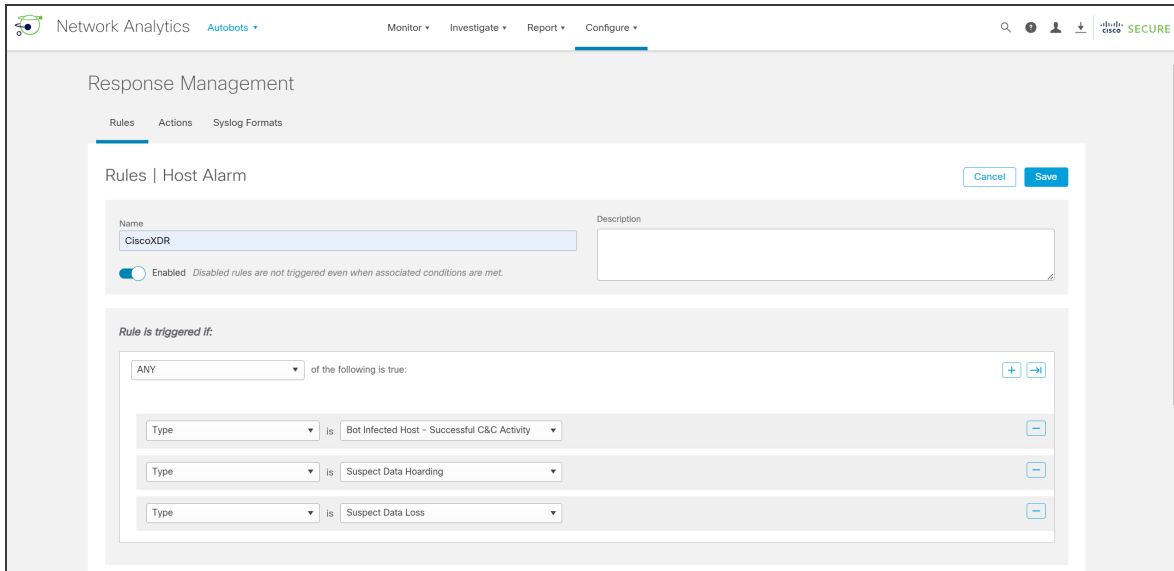 Network Analytics Autobots Monitor Investigate Report Configure cisco SECURE
Response Management
Rules Actions Syslog Formats
Rules | Host Alarm Cancel Save
Name Description
CiscoXDR
Enabled Disabled rules are not triggered even when associated conditions are met.
Rule is triggered if:
ANY of the following is true:
Type is Bot Infected Host - Successful C&C Activity
Type is Suspect Data Hoarding
Type is Suspect Data Loss